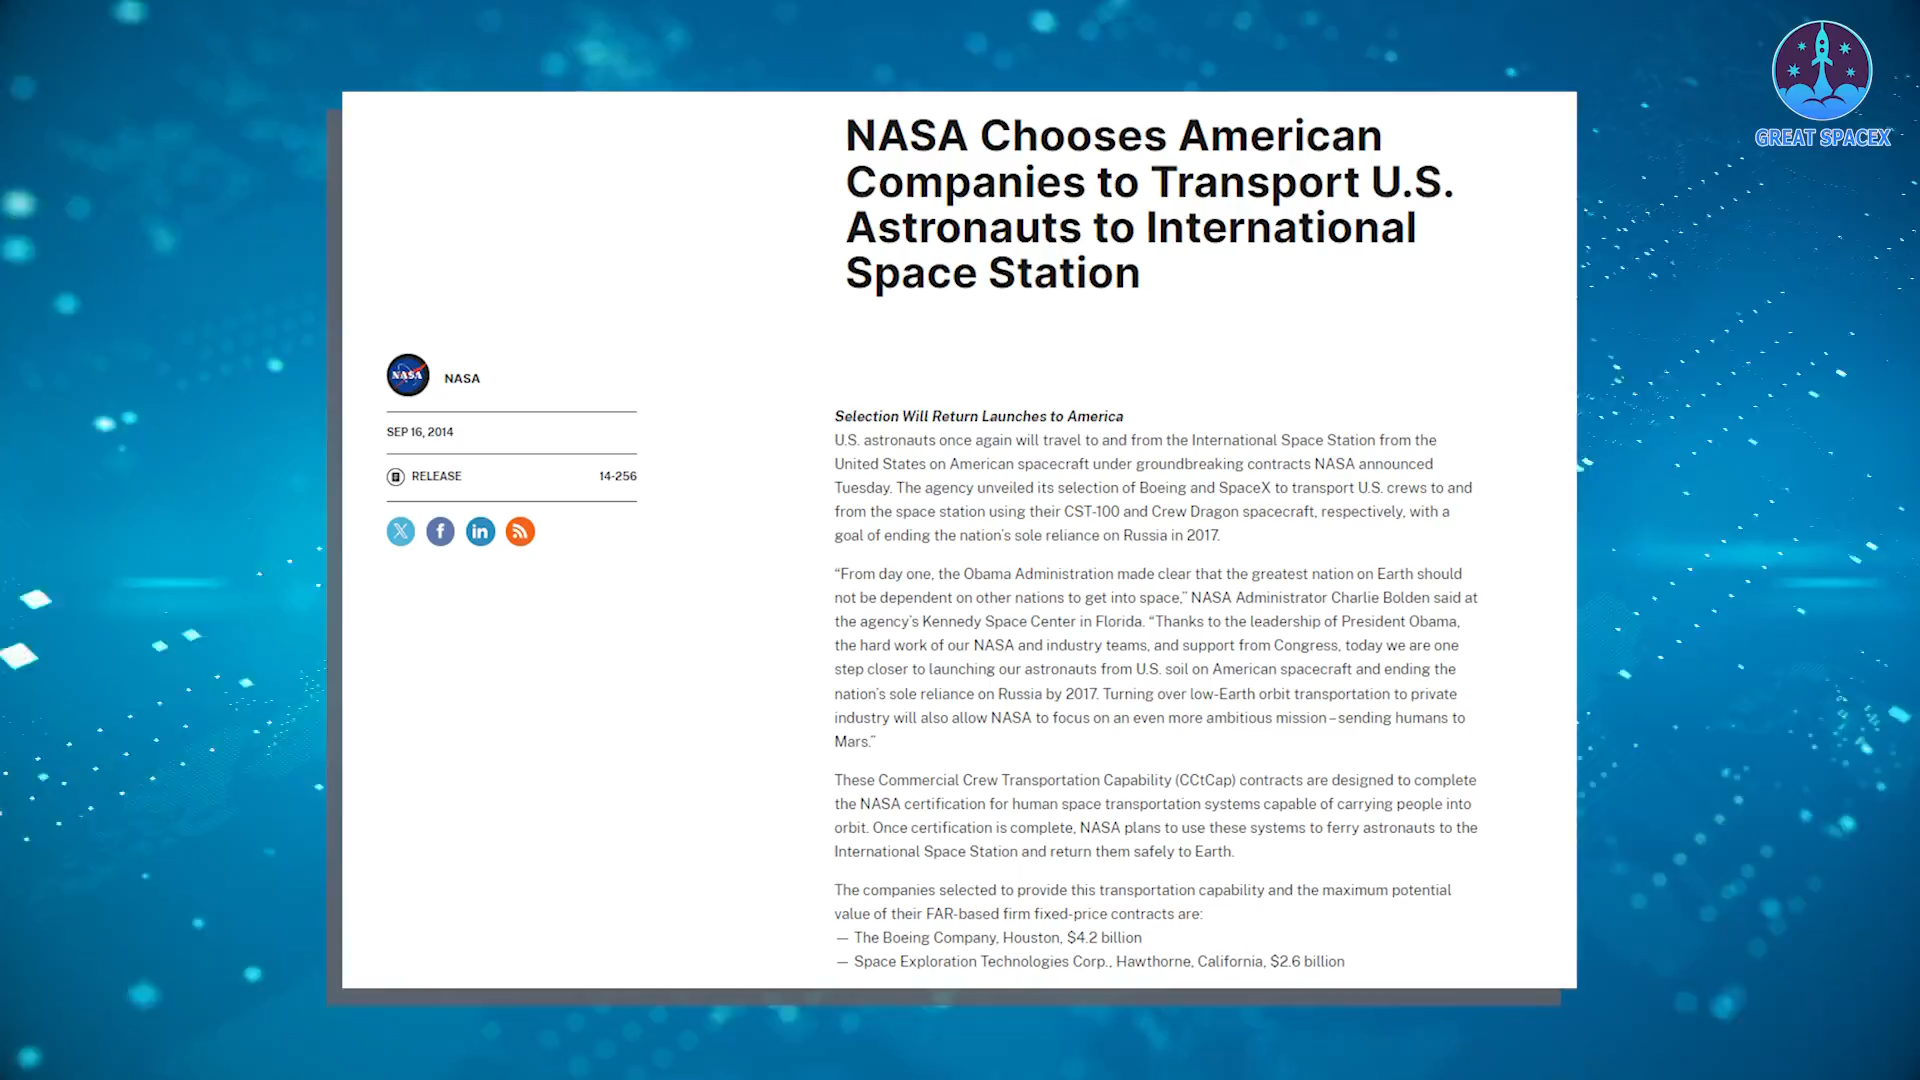 GREAT SPACEX
NASA Chooses American
Companies to Transport U.S.
Astronauts to International
Space Station
NASA
NASA
SEP 16, 2014
RELEASE 14-256
Selection Will Return Launches to America
U.S. astronauts once again will travel to and from the International Space Station from the
United States on American spacecraft under groundbreaking contracts NASA announced
Tuesday. The agency unveiled its selection of Boeing and SpaceX to transport U.S. crews to and
from the space station using their CST-100 and Crew Dragon spacecraft, respectively, with a
goal of ending the nation’s sole reliance on Russia in 2017.
“From day one, the Obama Administration made clear that the greatest nation on Earth should
not be dependent on other nations to get into space,” NASA Administrator Charlie Bolden said at
the agency’s Kennedy Space Center in Florida. “Thanks to the leadership of President Obama,
the hard work of our NASA and industry teams, and support from Congress, today we are one
step closer to launching our astronauts from U.S. soil on American spacecraft and ending the
nation’s sole reliance on Russia by 2017. Turning over low-Earth orbit transportation to private
industry will also allow NASA to focus on an even more ambitious mission – sending humans to
Mars.”
These Commercial Crew Transportation Capability (CCtCap) contracts are designed to complete
the NASA certification for human space transportation systems capable of carrying people into
orbit. Once certification is complete, NASA plans to use these systems to ferry astronauts to the
International Space Station and return them safely to Earth.
The companies selected to provide this transportation capability and the maximum potential
value of their FAR-based firm fixed-price contracts are:
— The Boeing Company, Houston, $4.2 billion
— Space Exploration Technologies Corp., Hawthorne, California, $2.6 billion